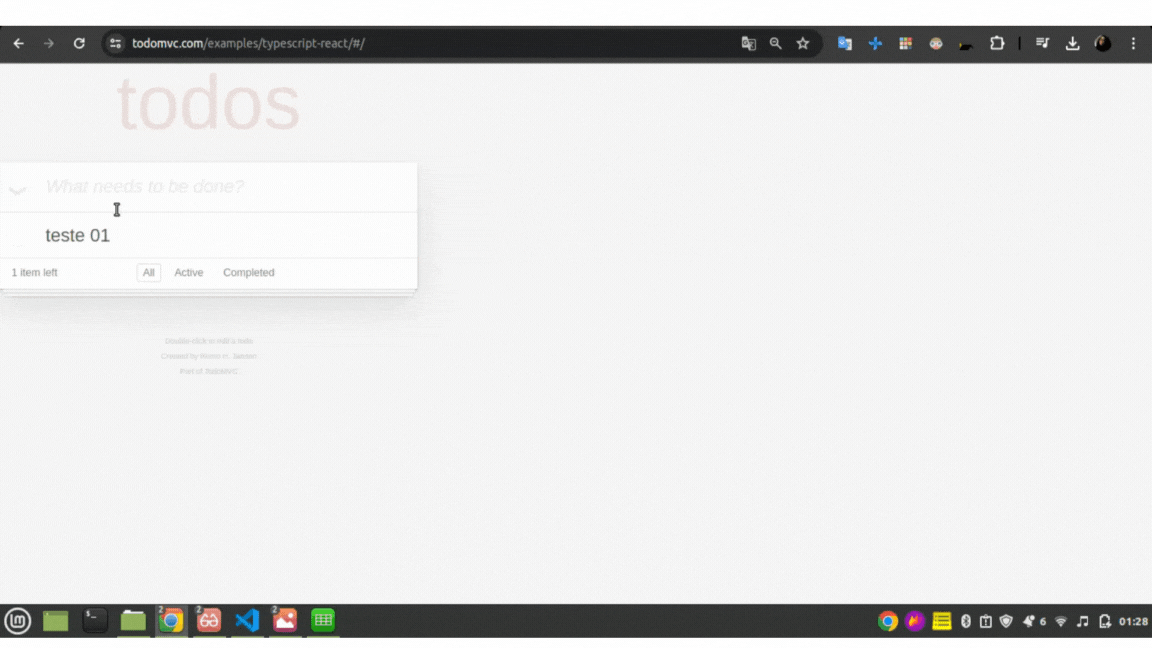 todomvc.com/examples/typescript-react/#/
todos
What needs to be done?
teste 01
1 item left All Active Completed
Double-click to edit a todo
Created by Remo H. Jansen
Part of TodoMVC
2 $_ 2 2 6 01:28